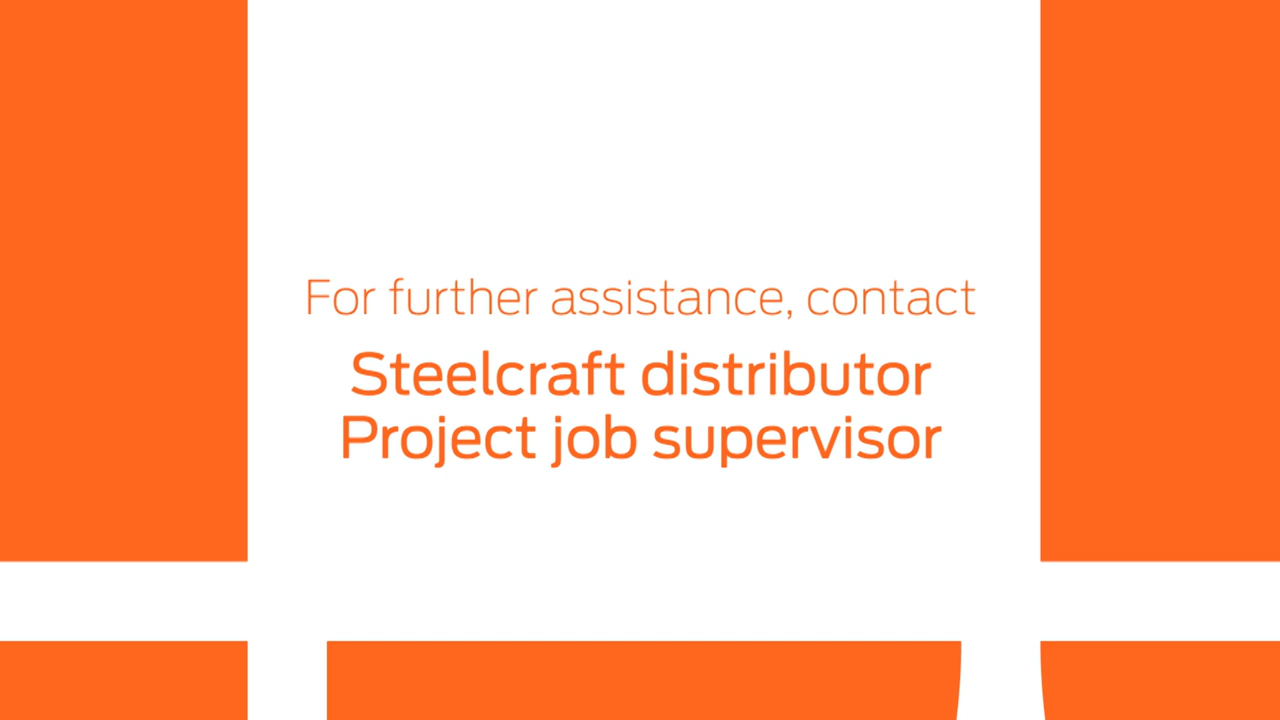 For further assistance, contact
Steelcraft distributor
Project job supervisor